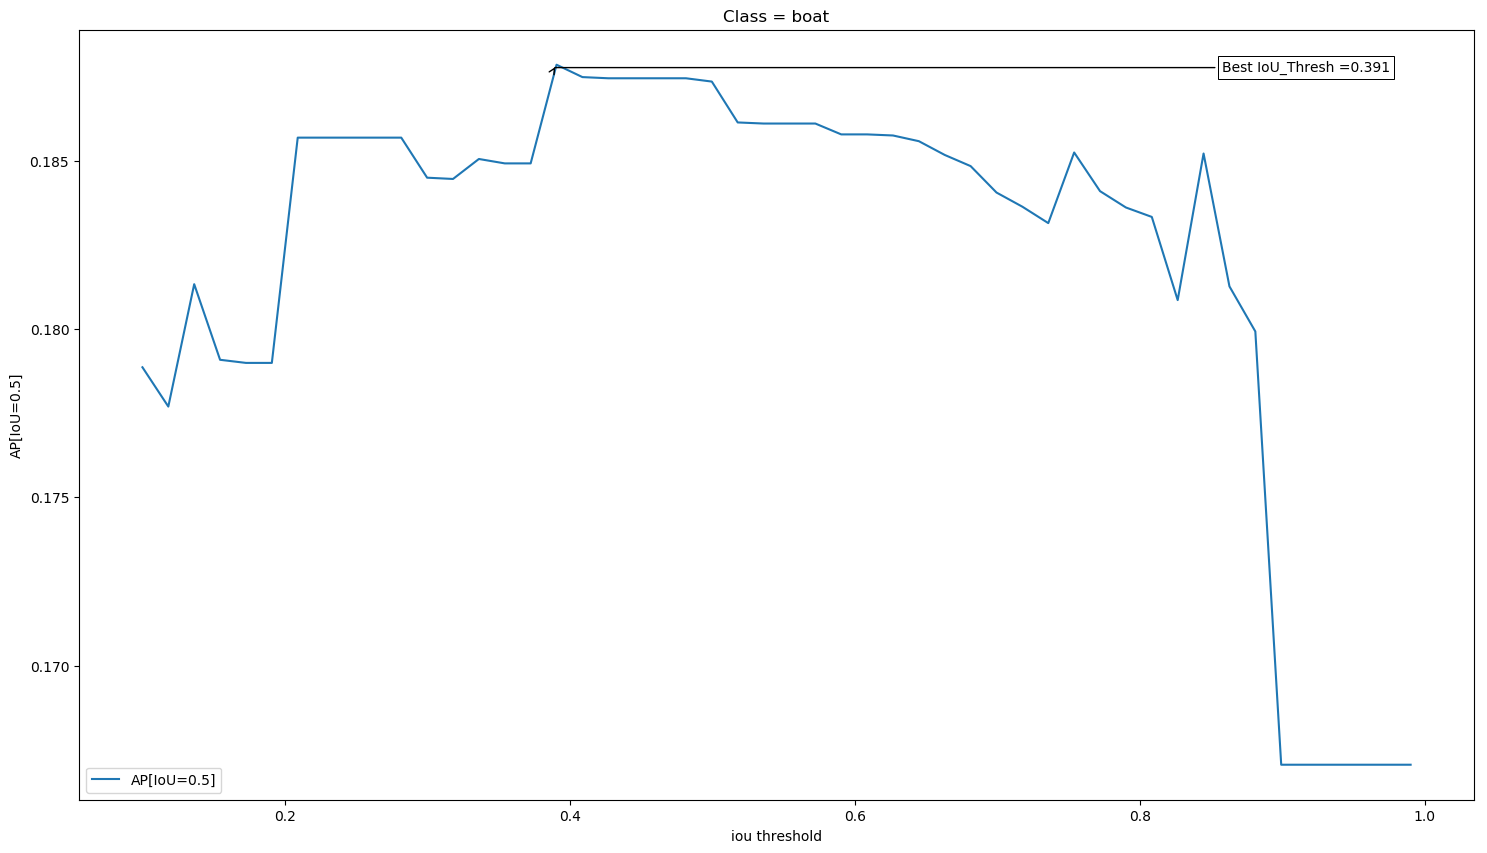 Class = boat
Best IoU_Thresh =0.391
0.185
0.180
0.175
0.170
AP[IoU=0.5]
AP[IoU=0.5]
0.2
0.4
0.6
0.8
1.0
iou threshold